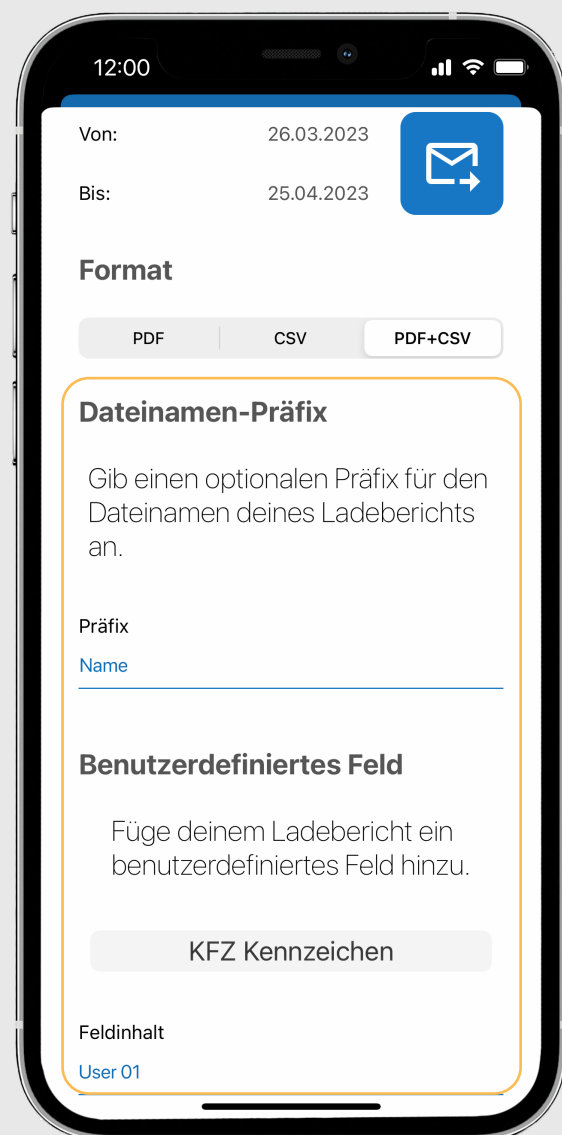 12:00
Von: 26.03.2023
Bis: 25.04.2023
Format
PDF CSV PDF+CSV
Dateinamen-Präfix
Gib einen optionalen Präfix für den
Dateinamen deines Ladeberichts
an.
Präfix
Name
Benutzerdefiniertes Feld
Füge deinem Ladebericht ein
benutzerdefiniertes Feld hinzu.
KFZ Kennzeichen
Feldinhalt
User 01